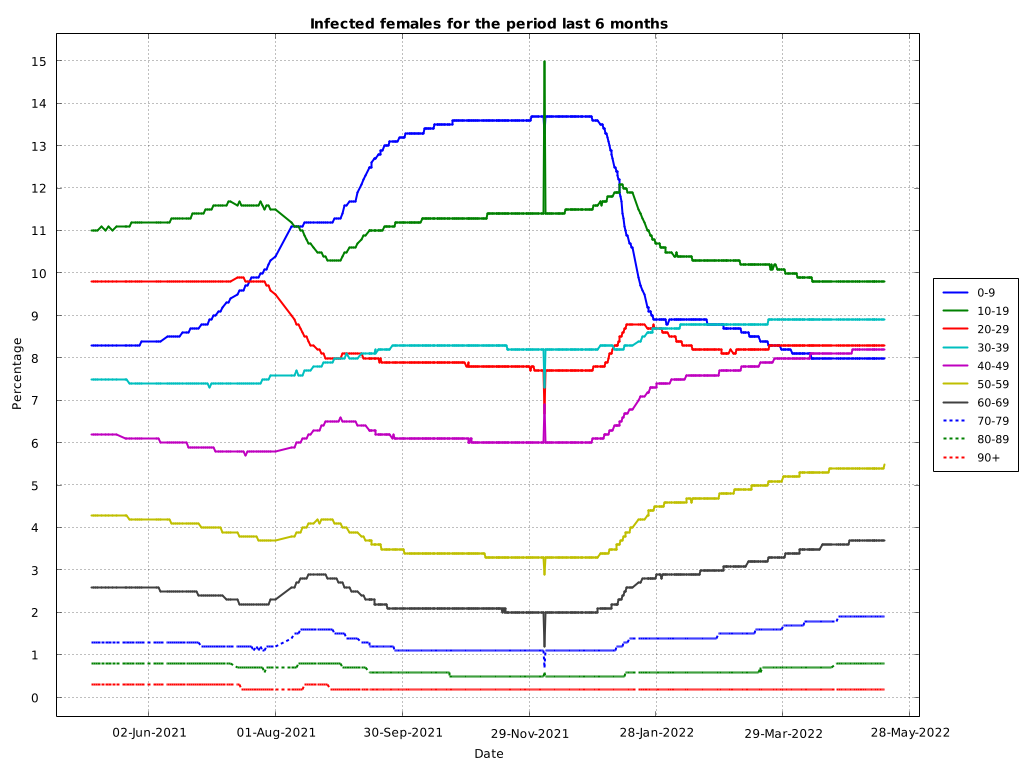 Infected females for the period last 6 months
Percentage
15
14
13
12
11
10
9
8
7
6
5
4
3
2
1
0
02-Jun-2021
01-Aug-2021
30-Sep-2021
29-Nov-2021
28-Jan-2022
29-Mar-2022
28-May-2022
Date
0-9
10-19
20-29
30-39
40-49
50-59
60-69
70-79
80-89
90+